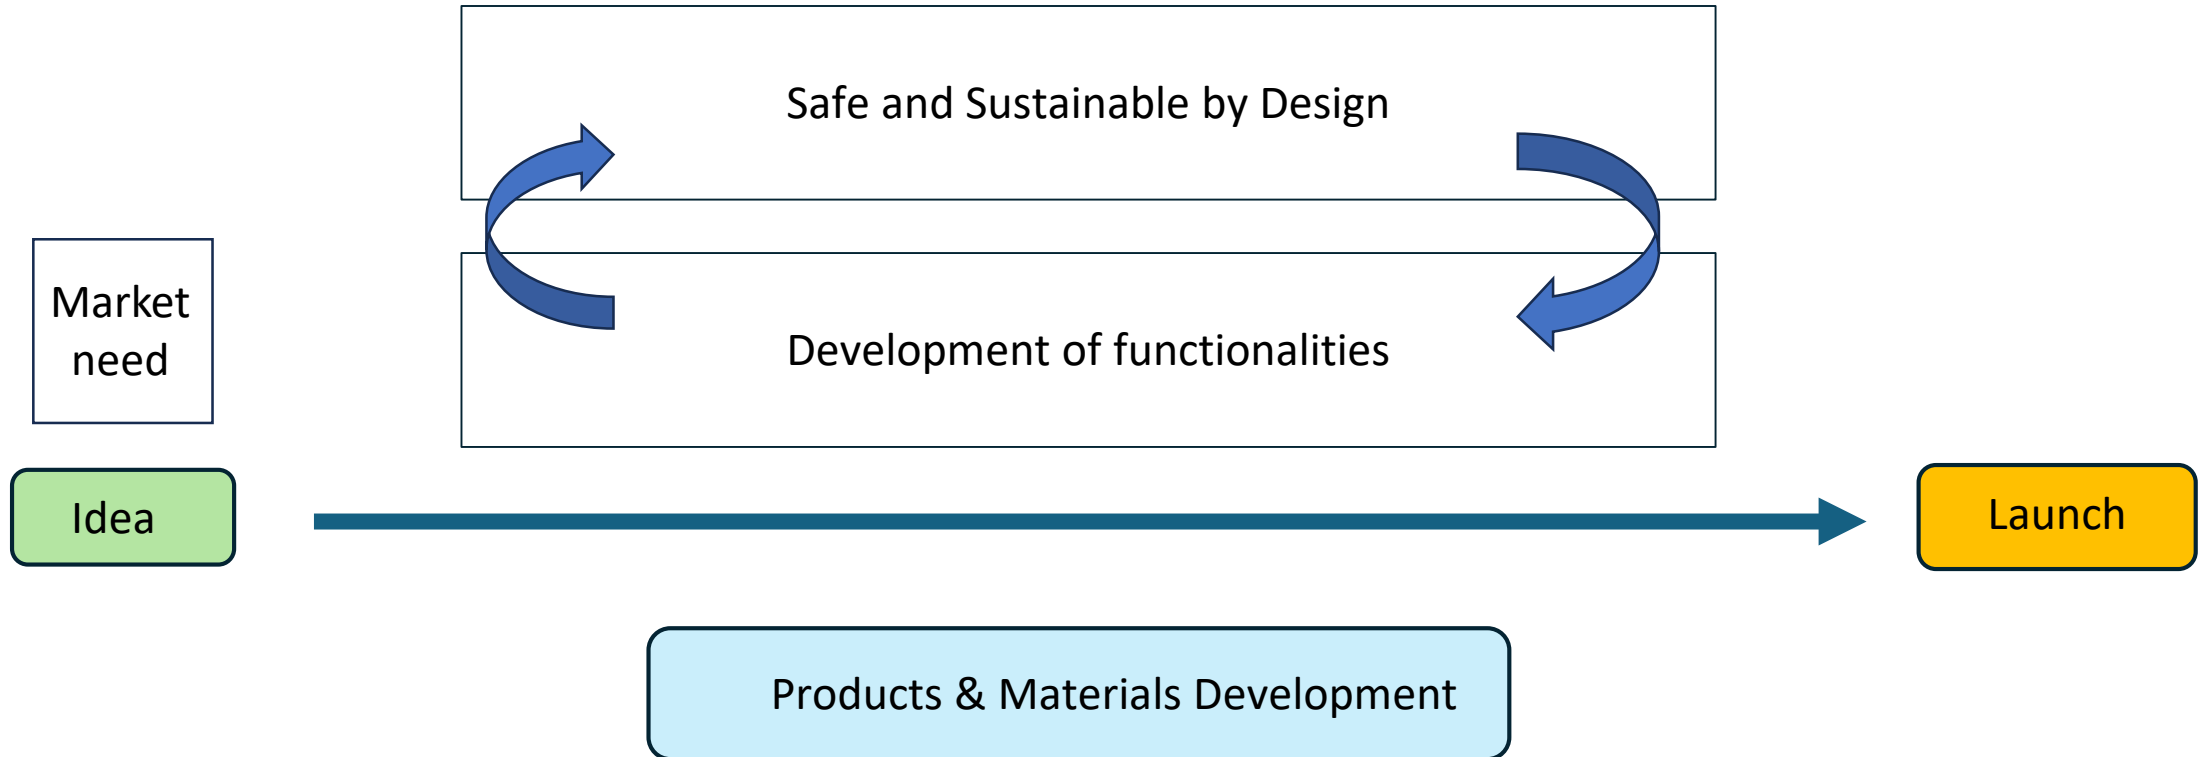 Safe and Sustainable by Design
Market
need
Development of functionalities
Idea
Launch
Products & Materials Development